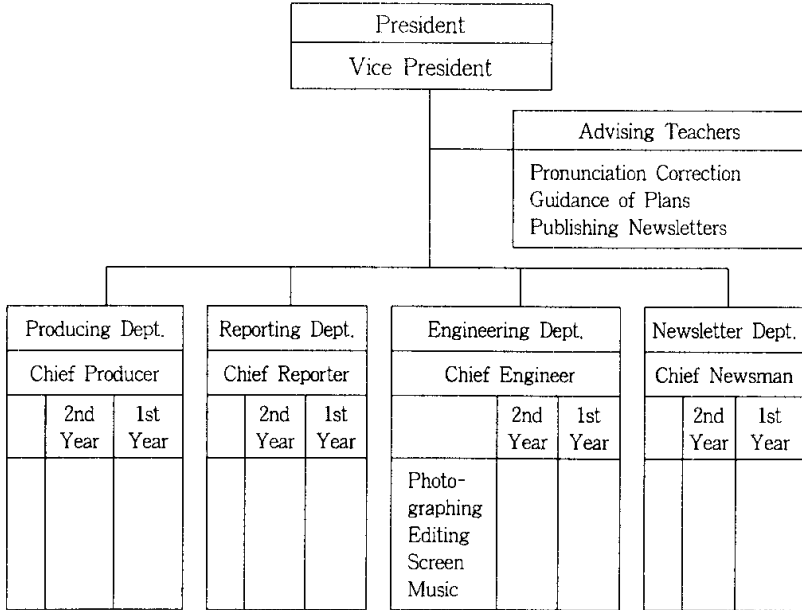 President
Vice President
Advising Teachers
Pronunciation Correction
Guidance of Plans
Publishing Newsletters
Producing Dept.
Chief Producer
2nd Year
1st Year
Reporting Dept.
Chief Reporter
2nd Year
1st Year
Engineering Dept.
Chief Engineer
2nd Year
1st Year
Photo-
graphing
Editing
Screen
Music
Newsletter Dept.
Chief Newsman
2nd Year
1st Year